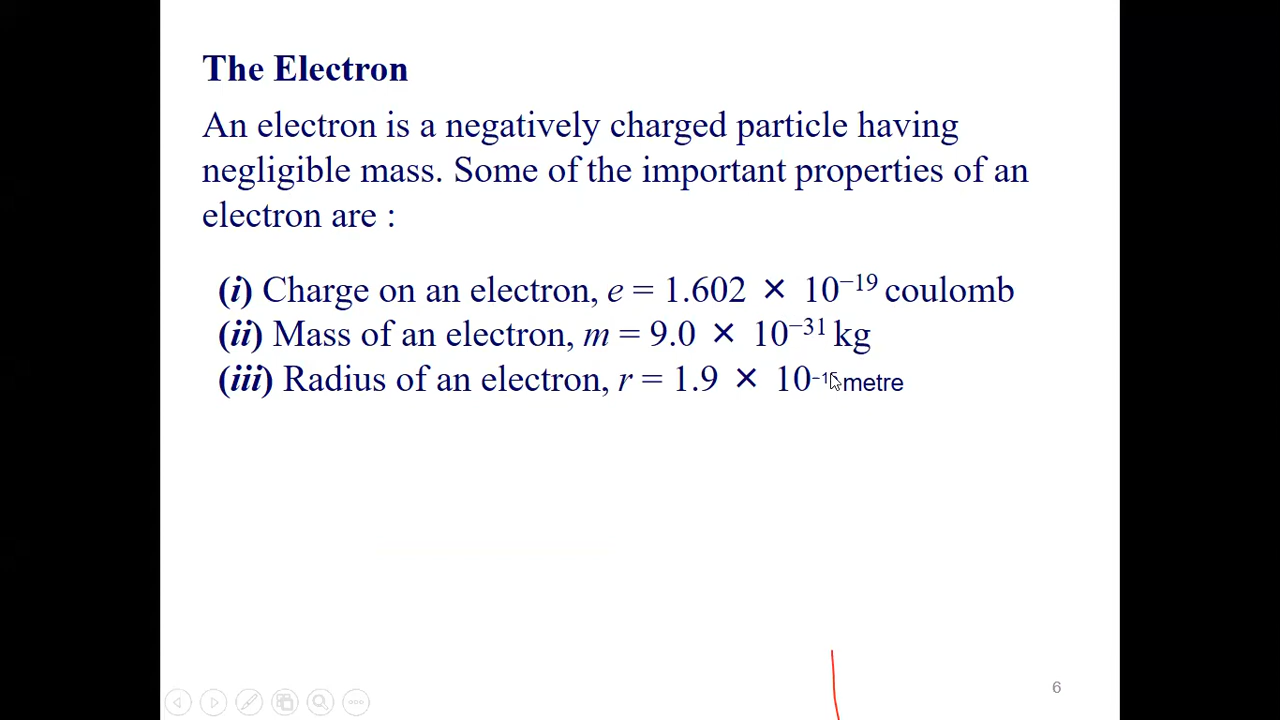 The Electron
An electron is a negatively charged particle having
negligible mass. Some of the important properties of an
electron are :
(i) Charge on an electron, e = 1.602 × 10⁻¹⁹ coulomb
(ii) Mass of an electron, m = 9.0 × 10⁻³¹ kg
(iii) Radius of an electron, r = 1.9 × 10 metre
6